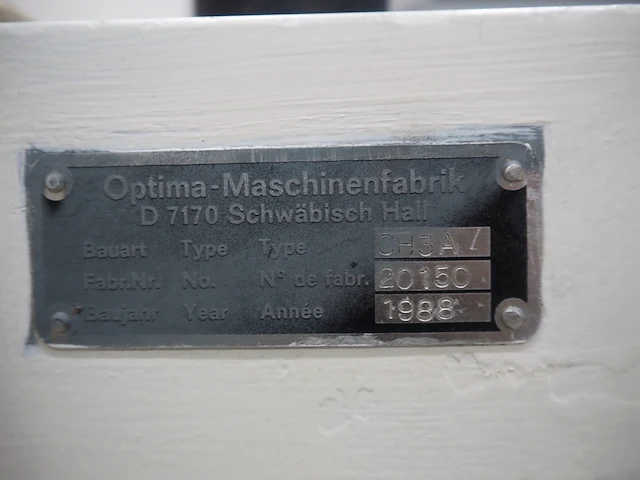 Optima-Maschinenfabrik
D 7170 Schwäbisch Hall
Bauart Type Type CH3A/
Fabr.Nr. No. N° de fabr. 20150
Baujahr Year Année 1988